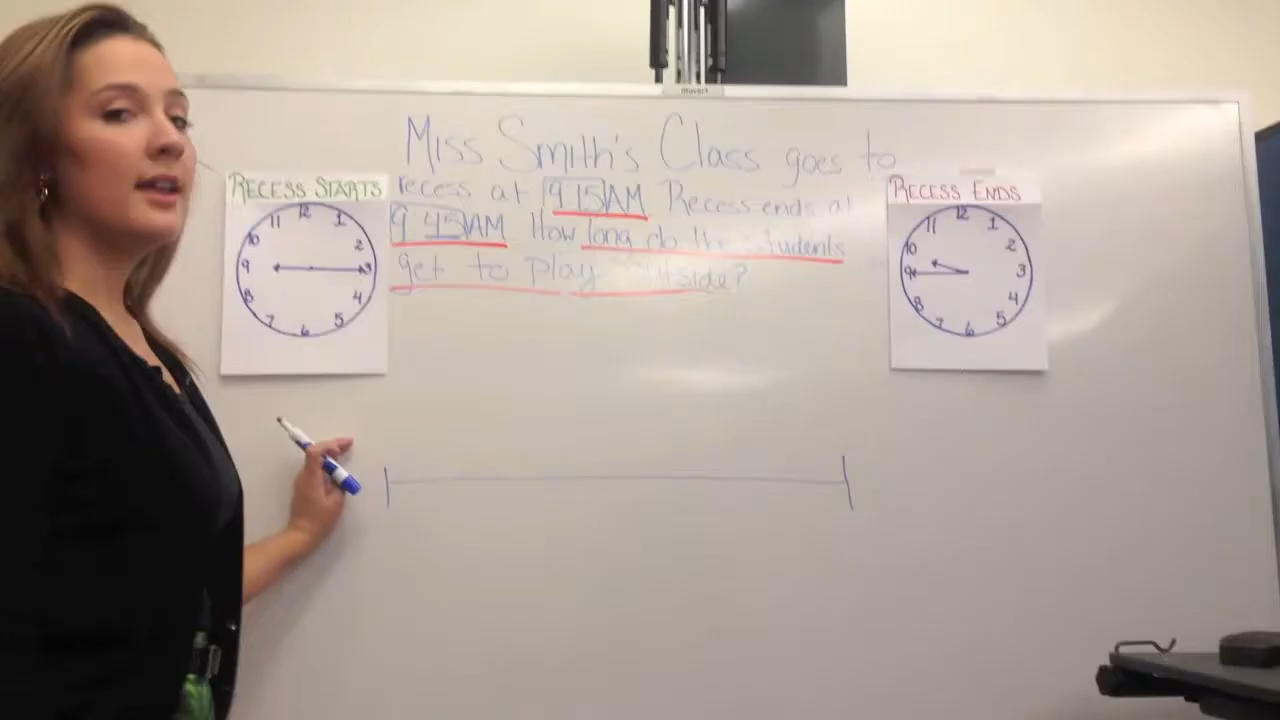 Miss Smith's Class goes to
recess at 9 15 AM Recess ends at
9 45 AM How long do the students
get to play outside?
RECESS STARTS
12
11 1
10 2
9 3
8 4
7 5
6
RECESS ENDS
12
11 1
10 2
9 3
8 4
7 5
6